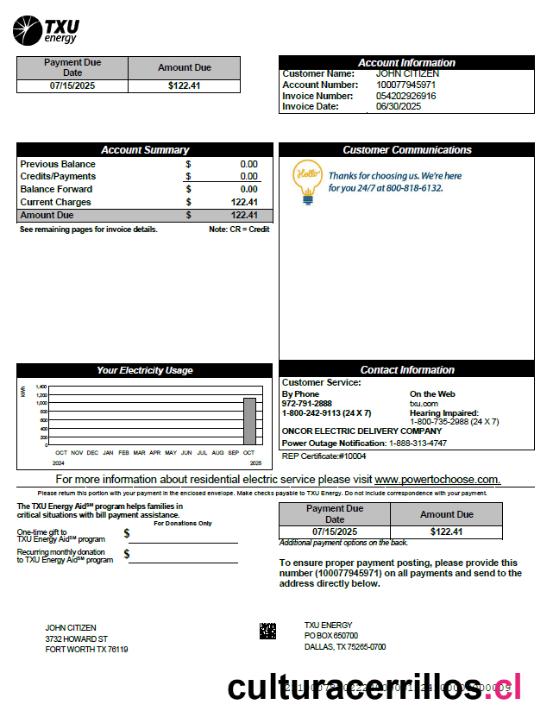 TXU
energy
Payment Due
Date
Amount Due
07/15/2025
$122.41
Account Information
Customer Name: JOHN CITIZEN
Account Number: 100077945971
Invoice Number: 054202926916
Invoice Date: 06/30/2025
Account Summary
Previous Balance $ 0.00
Credits/Payments $ 0.00
Balance Forward $ 0.00
Current Charges $ 122.41
Amount Due $ 122.41
See remaining pages for invoice details. Note: CR = Credit
Customer Communications
Hello
Thanks for choosing us. We're here
for you 24/7 at 800-818-6132.
Your Electricity Usage
kWh
1,400
1,200
1,000
800
600
400
200
0
OCT NOV DEC JAN FEB MAR APR MAY JUN JUL AUG SEP OCT
2024 2025
Contact Information
Customer Service:
By Phone
972-791-2888
1-800-242-9113 (24 X 7)
On the Web
txu.com
Hearing Impaired:
1-800-735-2988 (24 X 7)
ONCOR ELECTRIC DELIVERY COMPANY
Power Outage Notification: 1-888-313-4747
REP Certificate:#10004
For more information about residential electric service please visit www.powertochoose.com.
Please return this portion with your payment in the enclosed envelope. Make checks payable to TXU Energy. Do not include correspondence with your payment.
The TXU Energy Aid℠ program helps families in
critical situations with bill payment assistance.
For Donations Only
One-time gift to
TXU Energy Aid℠ program $
Recurring monthly donation
to TXU Energy Aid℠ program $
Payment Due
Date
Amount Due
07/15/2025
$122.41
Additional payment options on the back.
To ensure proper payment posting, please provide this
number (100077945971) on all payments and send to the
address directly below.
JOHN CITIZEN
3732 HOWARD ST
FORT WORTH TX 76119
TXU ENERGY
PO BOX 650700
DALLAS, TX 75265-0700
culturacerrillos.cl